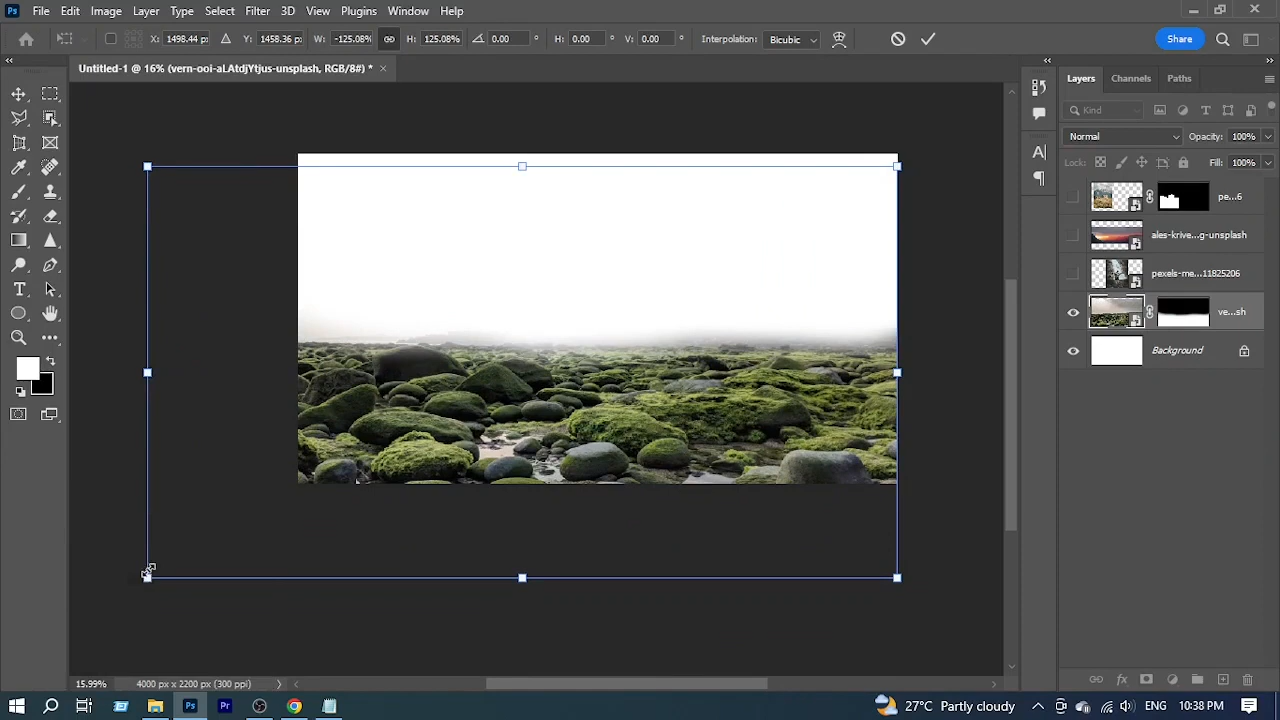 Ps File Edit Image Layer Type Select Filter 3D View Plugins Window Help
X: 1498.44 px Y: 1458.36 px W: -125.08% H: 125.08% 0.00 ° H: 0.00 ° V: 0.00 ° Interpolation: Bicubic Share
Untitled-1 @ 16% (vern-ooi-aLAtdjYtjus-unsplash, RGB/8#) * ×
Layers Channels Paths
Kind
Normal Opacity: 100%
Lock: Fill: 100%
pe...6
ales-krive...g-unsplash
pexels-me...11825206
ve...sh
Background
15.99% 4000 px x 2200 px (300 ppi)
Ps Pr 27°C Partly cloudy ENG 10:38 PM